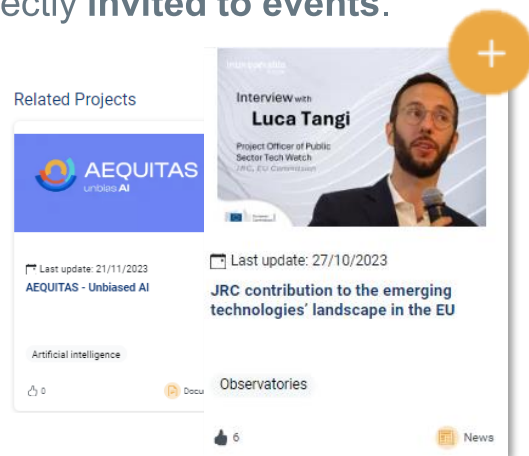 ectly invited to events.
+
Related Projects
AEQUITAS
unbias AI
Last update: 21/11/2023
AEQUITAS - Unbiased AI
Artificial intelligence
0
Docu
Interview with
Luca Tangi
Project Officer of Public
Sector Tech Watch
JRC, EU Commission
Last update: 27/10/2023
JRC contribution to the emerging
technologies' landscape in the EU
Observatories
6
News